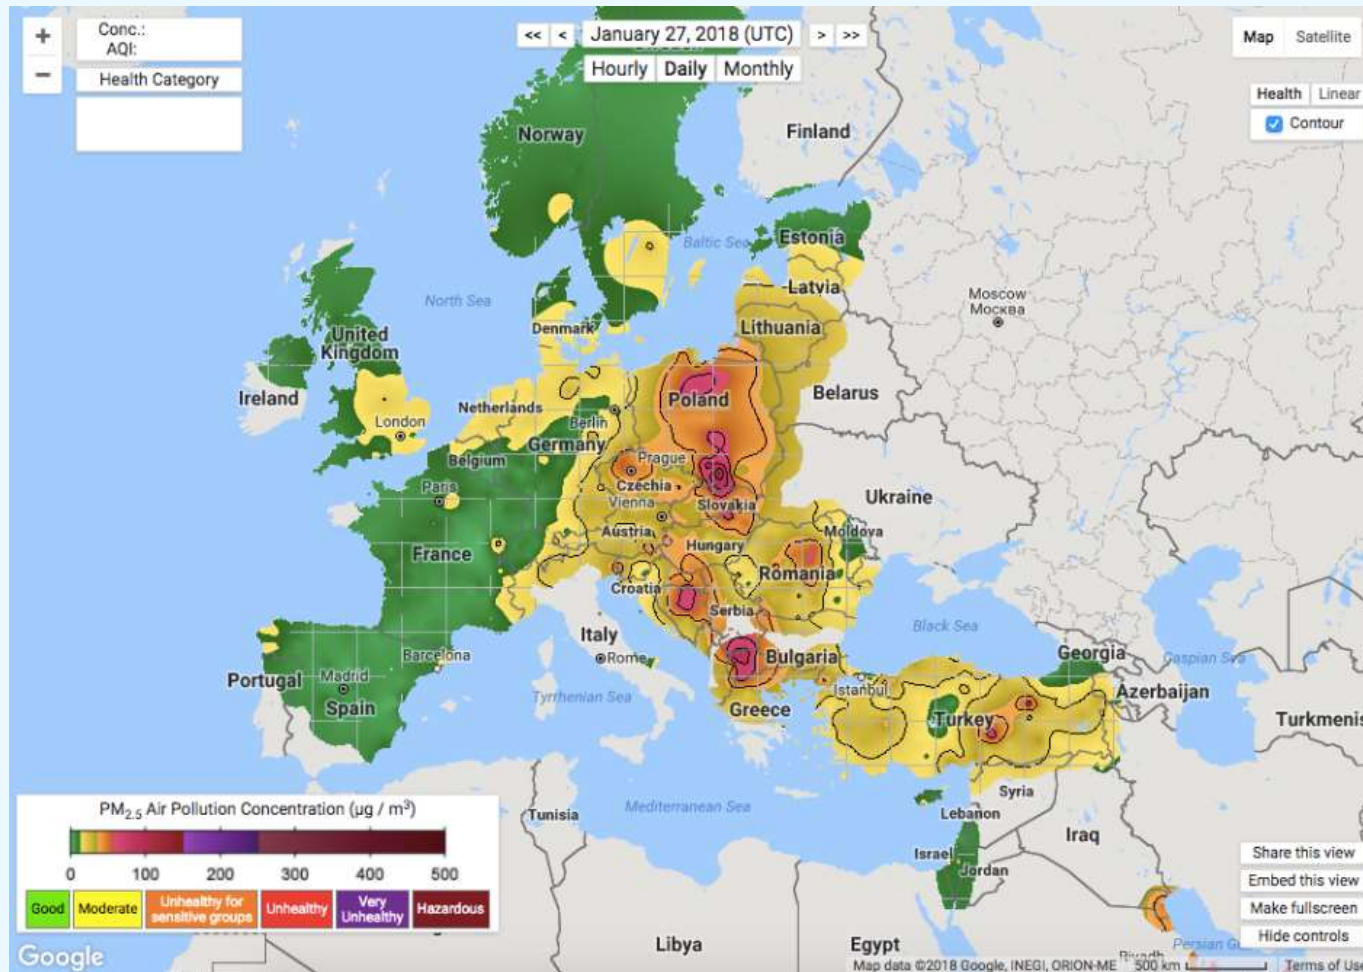 +
−
Conc.:
AQI:
Health Category
<< < January 27, 2018 (UTC) > >>
Hourly Daily Monthly
Map Satellite
Health Linear
Contour
Norway
Finland
Baltic Sea
Estonia
Latvia
North Sea
Moscow
Москва
Denmark
Lithuania
United
Kingdom
Ireland
Poland
Belarus
Netherlands
Berlin
London
Germany
Belgium
Prague
Paris
Czechia
Ukraine
Vienna
Slovakia
Moldova
Austria
Hungary
France
Romania
Croatia
Serbia
Black Sea
Italy
Georgia
Caspian Sea
Barcelona
Rome
Bulgaria
Portugal
Madrid
Istanbul
Azerbaijan
Tyrrhenian Sea
Spain
Greece
Turkey
Turkmenis
Syria
Mediterranean Sea
Tunisia
Lebanon
Iraq
Israel
Jordan
PM2.5 Air Pollution Concentration (µg / m³)
0 100 200 300 400 500
Good
Moderate
Unhealthy for
sensitive groups
Unhealthy
Very
Unhealthy
Hazardous
Share this view
Embed this view
Make fullscreen
Hide controls
Libya
Egypt
Riyadh
Persian Gu
Google
Map data ©2018 Google, INEGI, ORION-ME 500 km Terms of Use